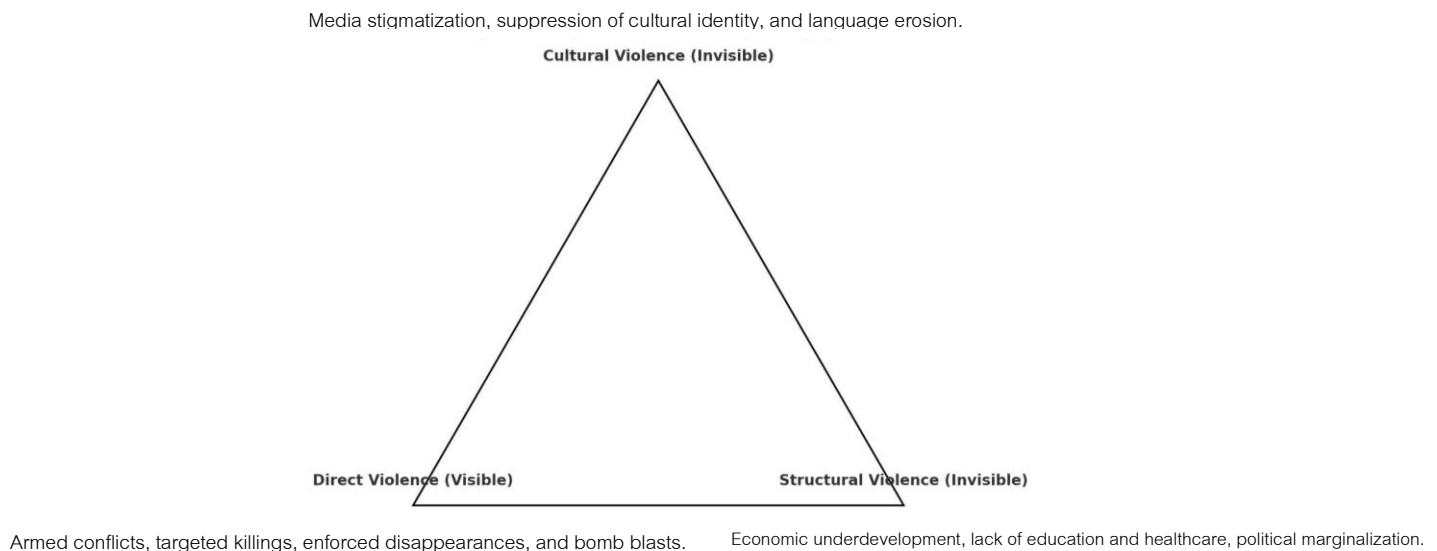 Media stigmatization, suppression of cultural identity, and language erosion.
Cultural Violence (Invisible)
Direct Violence (Visible)
Structural Violence (Invisible)
Armed conflicts, targeted killings, enforced disappearances, and bomb blasts.
Economic underdevelopment, lack of education and healthcare, political marginalization.